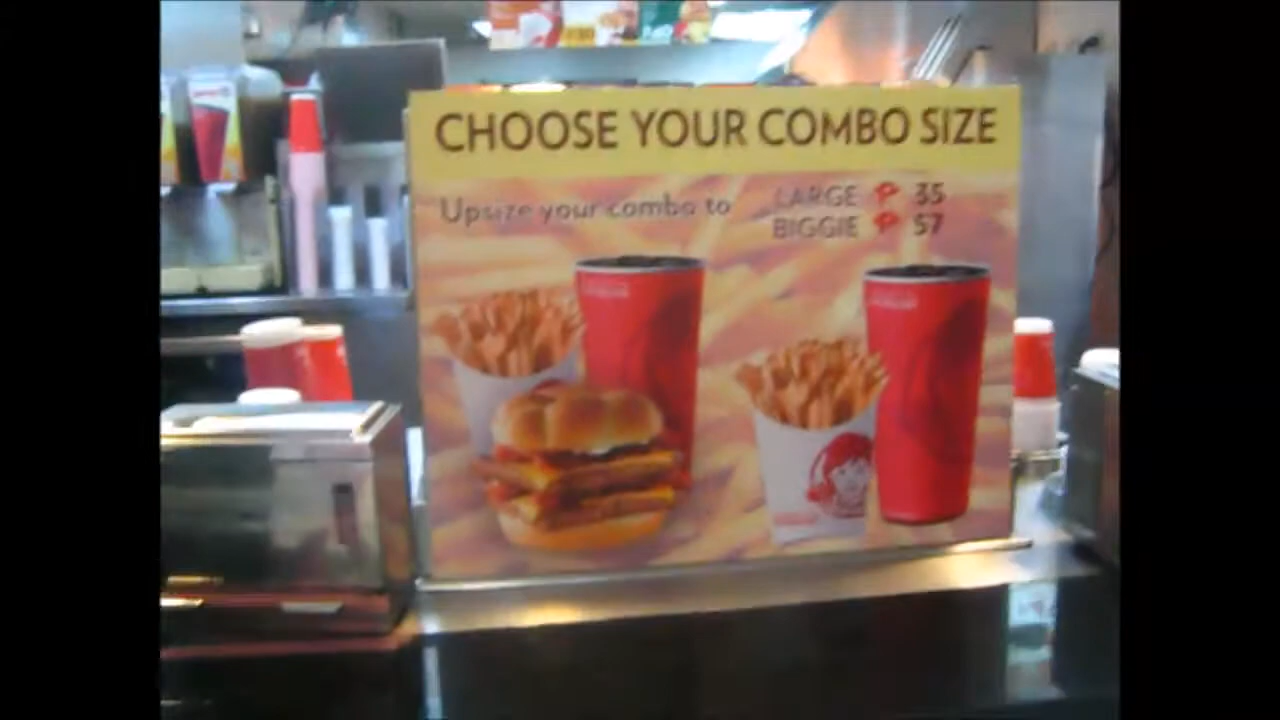 CHOOSE YOUR COMBO SIZE
Upsize your combo to
LARGE ₱ 35
BIGGIE ₱ 57